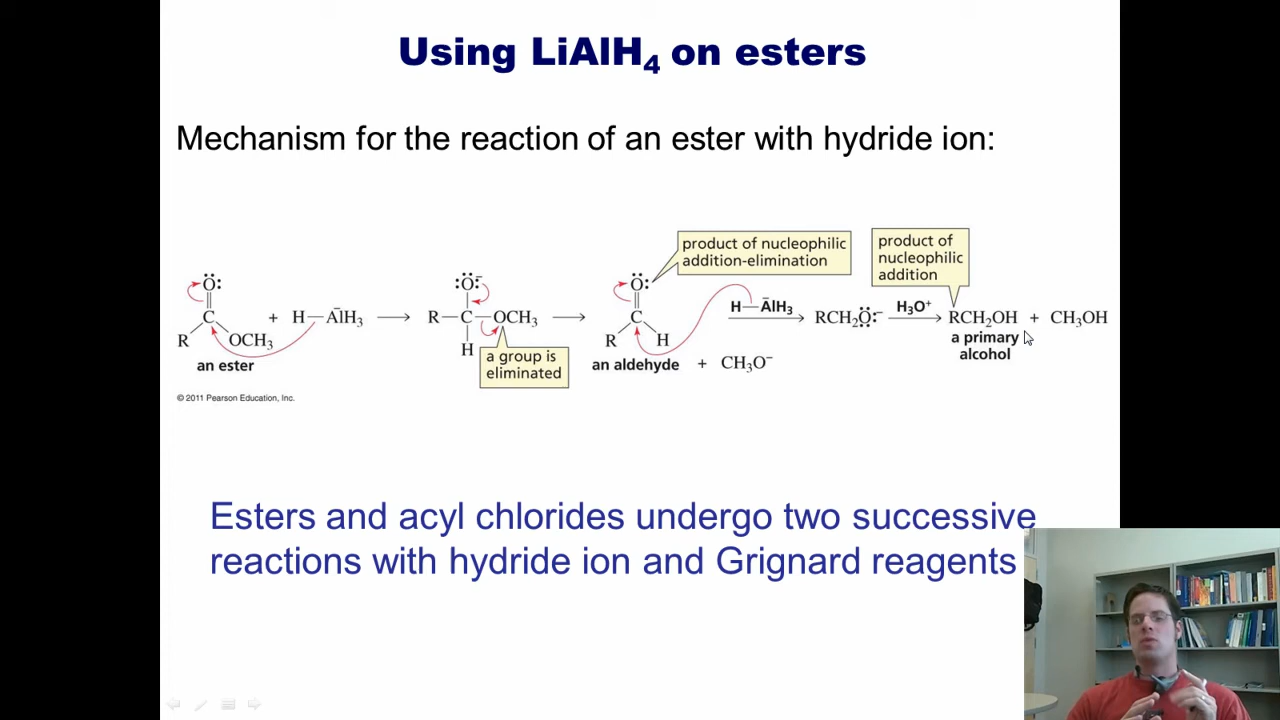 Using LiAlH₄ on esters
Mechanism for the reaction of an ester with hydride ion:
product of nucleophilic
addition-elimination
product of
nucleophilic
addition
:Ö:⁻
Ö:
C
R
OCH₃
an ester
+ H—ĀlH₃
R—C—OCH₃
H
a group is
eliminated
Ö:
C
R
H
an aldehyde + CH₃O⁻
H—ĀlH₃
RCH₂Ö:⁻
H₃O⁺
RCH₂OH + CH₃OH
a primary
alcohol
© 2011 Pearson Education, Inc.
Esters and acyl chlorides undergo two successive
reactions with hydride ion and Grignard reagents